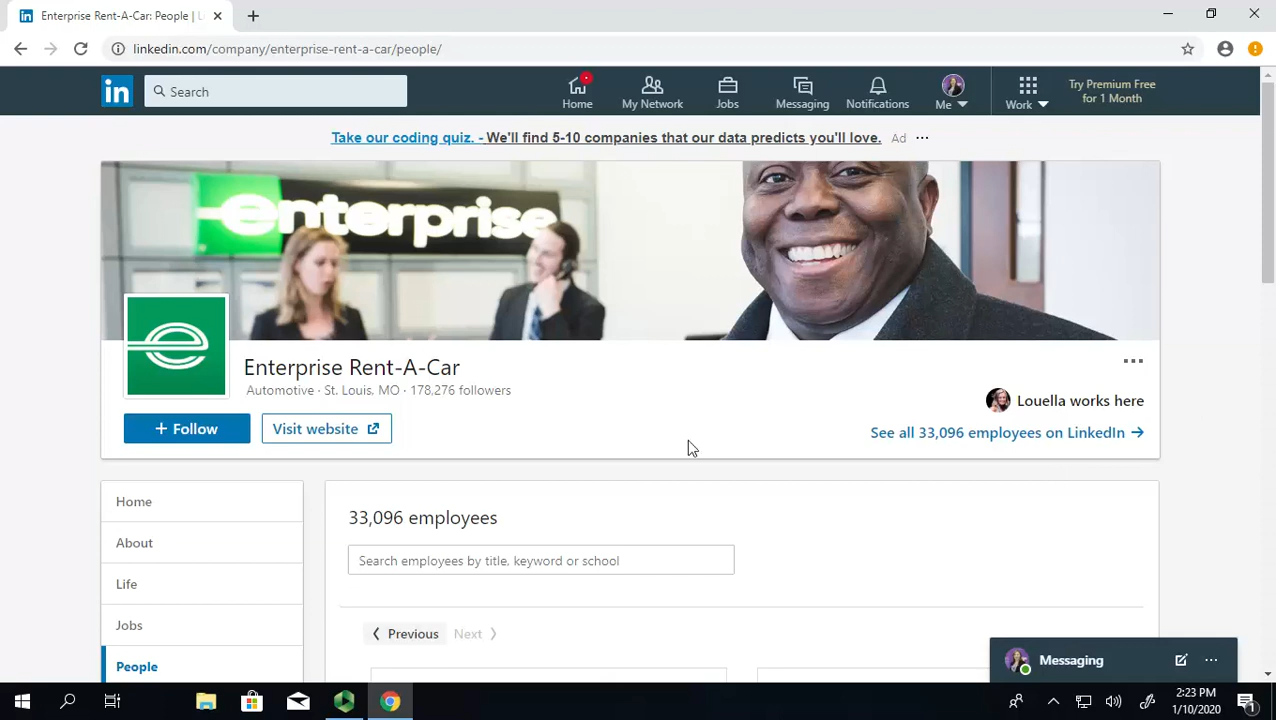 Enterprise Rent-A-Car: People | L
linkedin.com/company/enterprise-rent-a-car/people/
in
Search
Home
My Network
Jobs
Messaging
Notifications
Me
Work
Try Premium Free
for 1 Month
Take our coding quiz. - We'll find 5-10 companies that our data predicts you'll love. Ad ...
enterprise
e
Enterprise Rent-A-Car
Automotive · St. Louis, MO · 178,276 followers
Louella works here
+ Follow
Visit website
See all 33,096 employees on LinkedIn →
Home
About
Life
Jobs
People
33,096 employees
Search employees by title, keyword or school
Previous
Next
Messaging
2:23 PM
1/10/2020
1